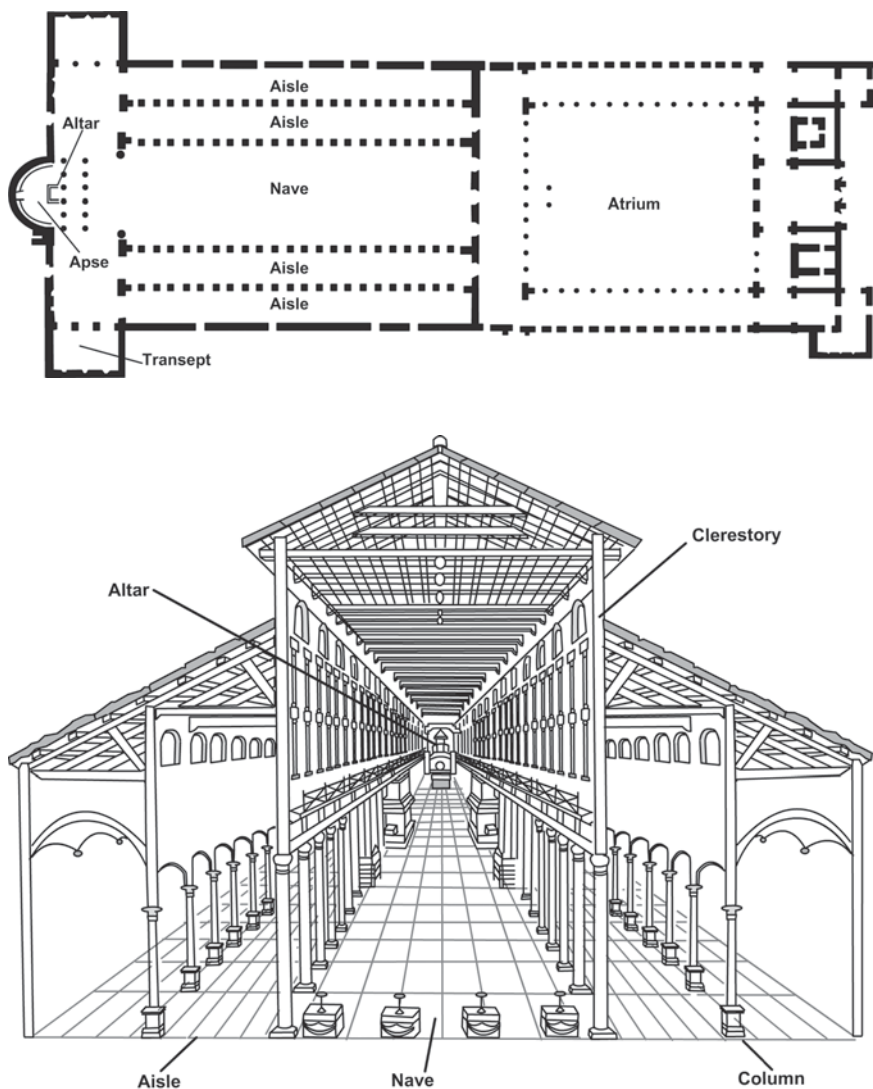 Aisle
Aisle
Altar
Nave
Atrium
Apse
Aisle
Aisle
Transept
Clerestory
Altar
Aisle
Nave
Column